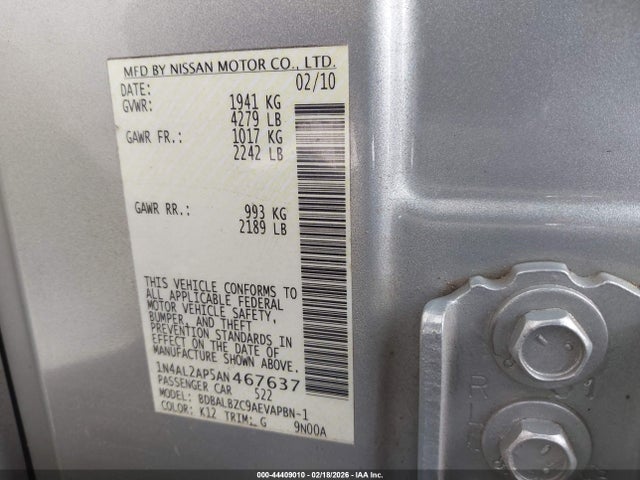 MFD BY NISSAN MOTOR CO., LTD.
DATE: 02/10
GVWR: 1941 KG
4279 LB
GAWR FR.: 1017 KG
2242 LB
GAWR RR.: 993 KG
2189 LB
THIS VEHICLE CONFORMS TO
ALL APPLICABLE FEDERAL
MOTOR VEHICLE SAFETY,
BUMPER, AND THEFT
PREVENTION STANDARDS IN
EFFECT ON THE DATE OF
MANUFACTURE SHOWN ABOVE.
1N4AL2AP5AN467637
PASSENGER CAR 522
MODEL: BDBALBZC9AEVAPBN-1
COLOR: K12 TRIM: G 9N00A
000-44409010 - 02/18/2026 - IAA Inc.